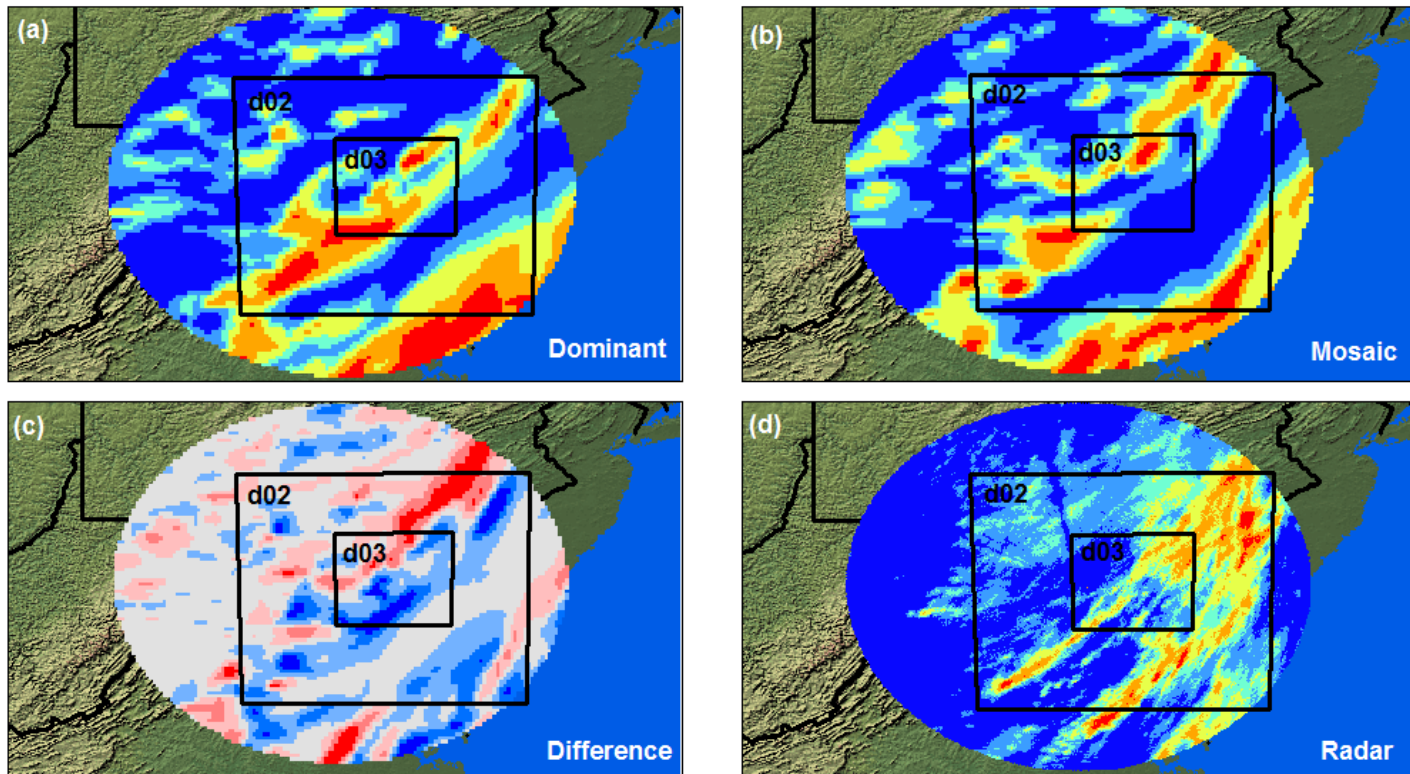 (a)
d02
d03
Dominant
(b)
d02
d03
Mosaic
(c)
d02
d03
Difference
(d)
d02
d03
Radar